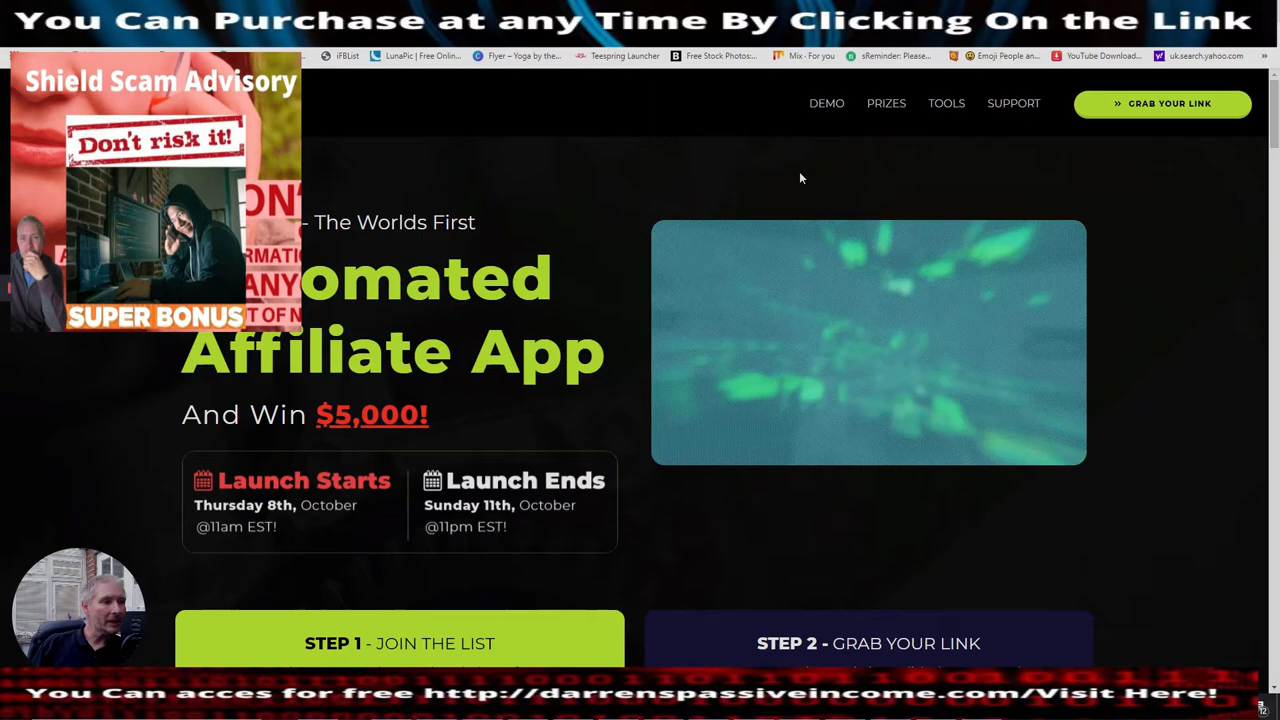 You Can Purchase at any Time By Clicking On the Link
iFBList
LunaPic | Free Onlin...
Flyer – Yoga by the...
Teespring Launcher
Free Stock Photos:...
Mix - For you
sReminder: Please...
Emoji People an...
YouTube Download...
uk.search.yahoo.com
»
Shield Scam Advisory
Don't risk it!
SUPER BONUS
DEMO
PRIZES
TOOLS
SUPPORT
» GRAB YOUR LINK
- The Worlds First
omated
Affiliate App
And Win $5,000!
Launch Starts
Thursday 8th, October
@11am EST!
Launch Ends
Sunday 11th, October
@11pm EST!
STEP 1 - JOIN THE LIST
STEP 2 - GRAB YOUR LINK
You Can acces for free http://darrenspassiveincome.com/Visit Here!